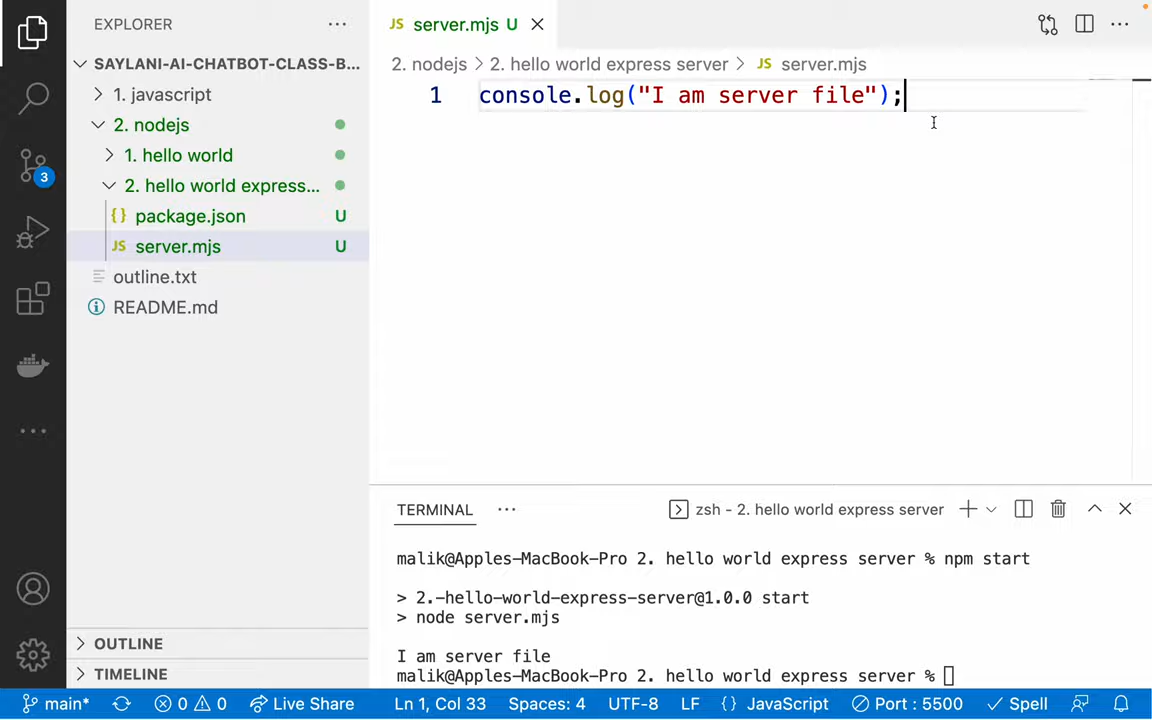 EXPLORER
SAYLANI-AI-CHATBOT-CLASS-B...
1. javascript
2. nodejs
1. hello world
2. hello world express...
{} package.json U
JS server.mjs U
outline.txt
README.md
OUTLINE
TIMELINE
3
JS server.mjs U
2. nodejs > 2. hello world express server > JS server.mjs
1 console.log("I am server file");
TERMINAL
zsh - 2. hello world express server
malik@Apples-MacBook-Pro 2. hello world express server % npm start
> 2.-hello-world-express-server@1.0.0 start
> node server.mjs
I am server file
malik@Apples-MacBook-Pro 2. hello world express server %
main* 0 0 Live Share Ln 1, Col 33 Spaces: 4 UTF-8 LF {} JavaScript Port : 5500 Spell